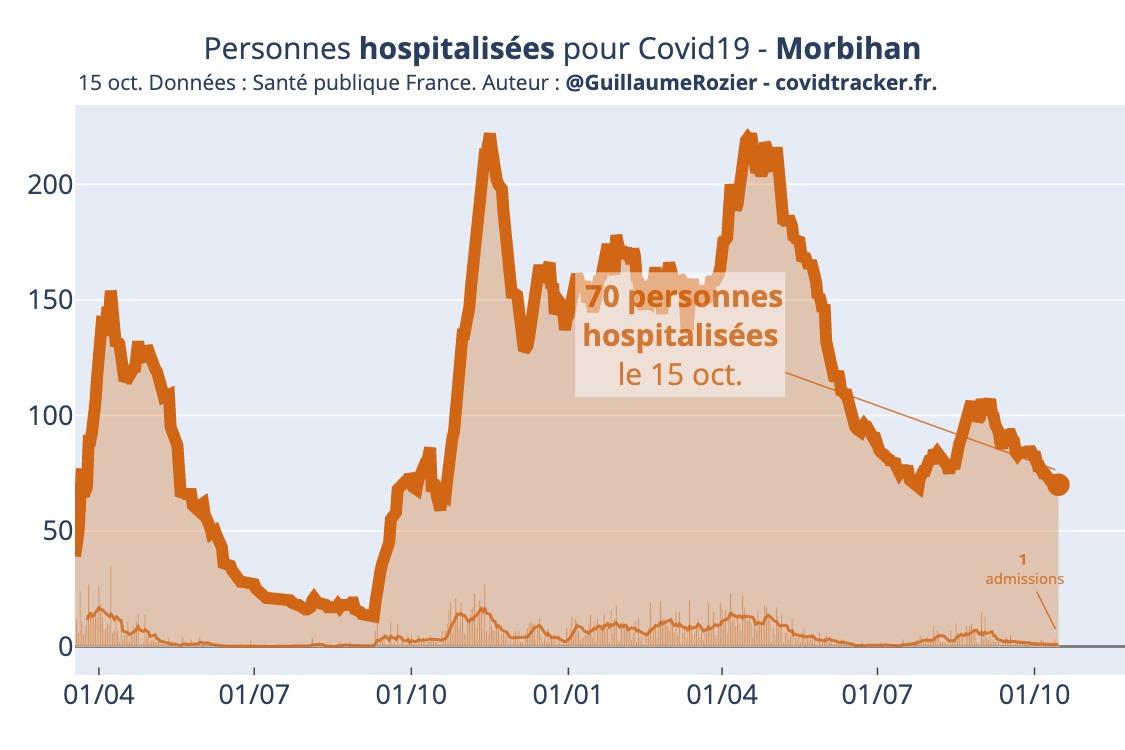 Personnes hospitalisées pour Covid19 - Morbihan
15 oct. Données : Santé publique France. Auteur : @GuillaumeRozier - covidtracker.fr.
200
150
100
50
0
70 personnes
hospitalisées
le 15 oct.
1
admissions
01/04
01/07
01/10
01/01
01/04
01/07
01/10